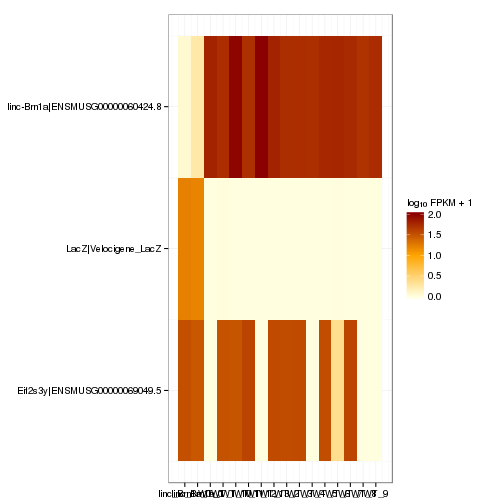 linc-Brn1a|ENSMUSG00000060424.8
log10 FPKM + 1
2.0
1.5
1.0
0.5
0.0
LacZ|Velocigene_LacZ
Eif2s3y|ENSMUSG00000069049.5